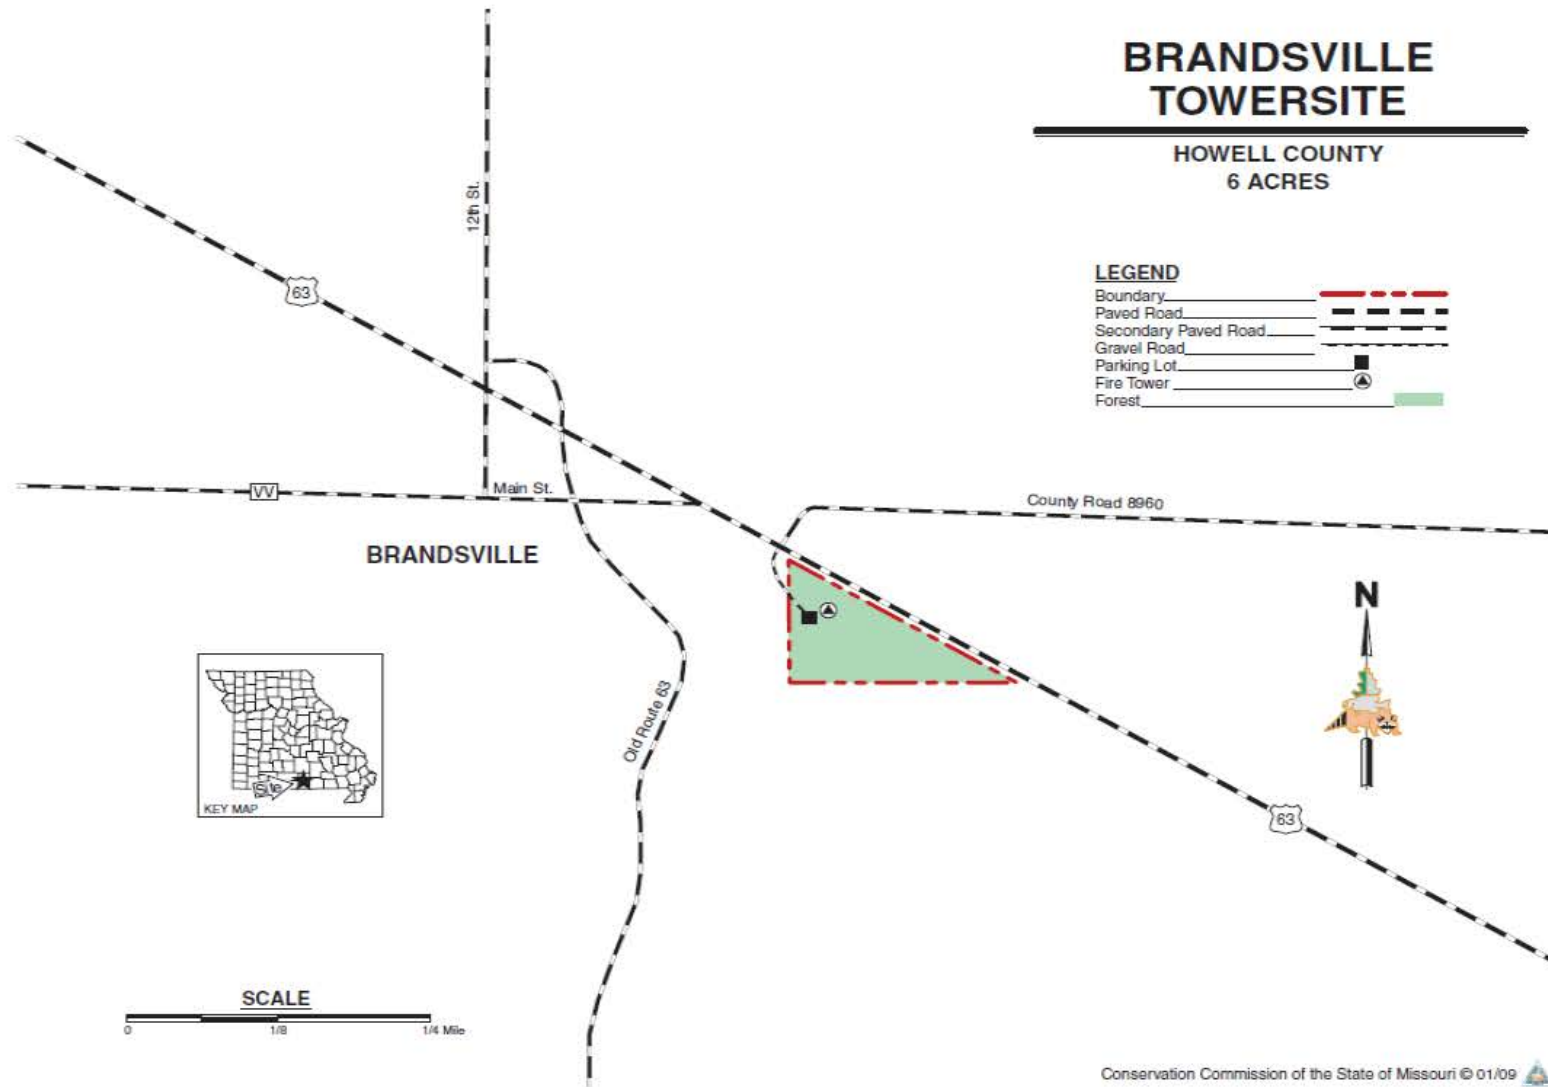 BRANDSVILLE
TOWERSITE
HOWELL COUNTY
6 ACRES
12th St.
63
LEGEND
Boundary
Paved Road
Secondary Paved Road
Gravel Road
Parking Lot
Fire Tower
Forest
VV
Main St.
County Road 8960
BRANDSVILLE
N
Old Route 63
Site
KEY MAP
63
SCALE
0 1/8 1/4 Mile
Conservation Commission of the State of Missouri © 01/09